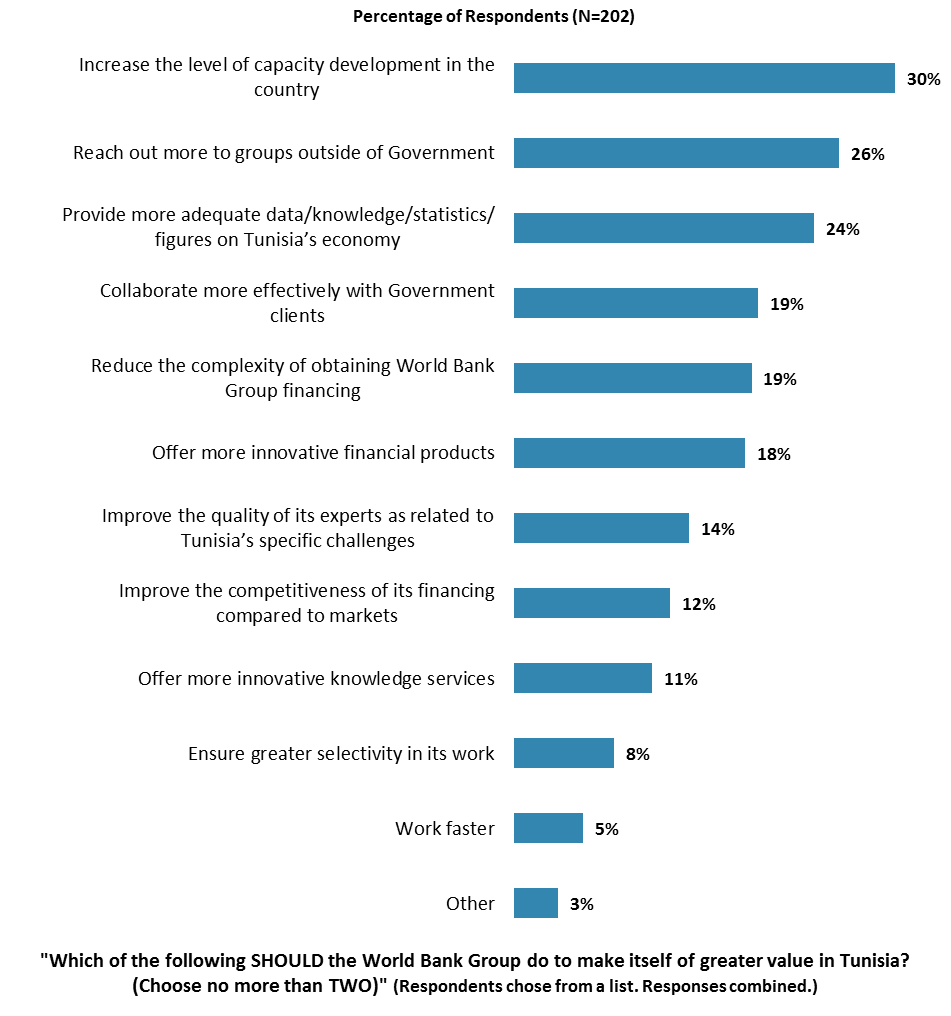 Percentage of Respondents (N=202)
Increase the level of capacity development in the
country
30%
Reach out more to groups outside of Government
26%
Provide more adequate data/knowledge/statistics/
figures on Tunisia’s economy
24%
Collaborate more effectively with Government
clients
19%
Reduce the complexity of obtaining World Bank
Group financing
19%
Offer more innovative financial products
18%
Improve the quality of its experts as related to
Tunisia’s specific challenges
14%
Improve the competitiveness of its financing
compared to markets
12%
Offer more innovative knowledge services
11%
Ensure greater selectivity in its work
8%
Work faster
5%
Other
3%
"Which of the following SHOULD the World Bank Group do to make itself of greater value in Tunisia?
(Choose no more than TWO)" (Respondents chose from a list. Responses combined.)